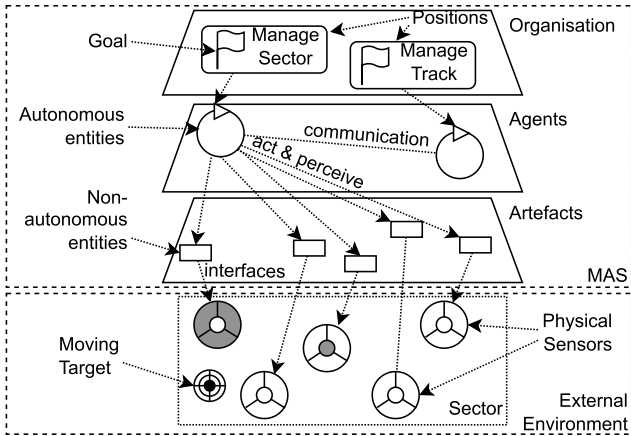 Positions
Organisation
Goal
Manage
Sector
Manage
Track
Autonomous
entities
Agents
communication
act & perceive
Non-
autonomous
entities
Artefacts
interfaces
MAS
Moving
Target
Physical
Sensors
Sector
External
Environment